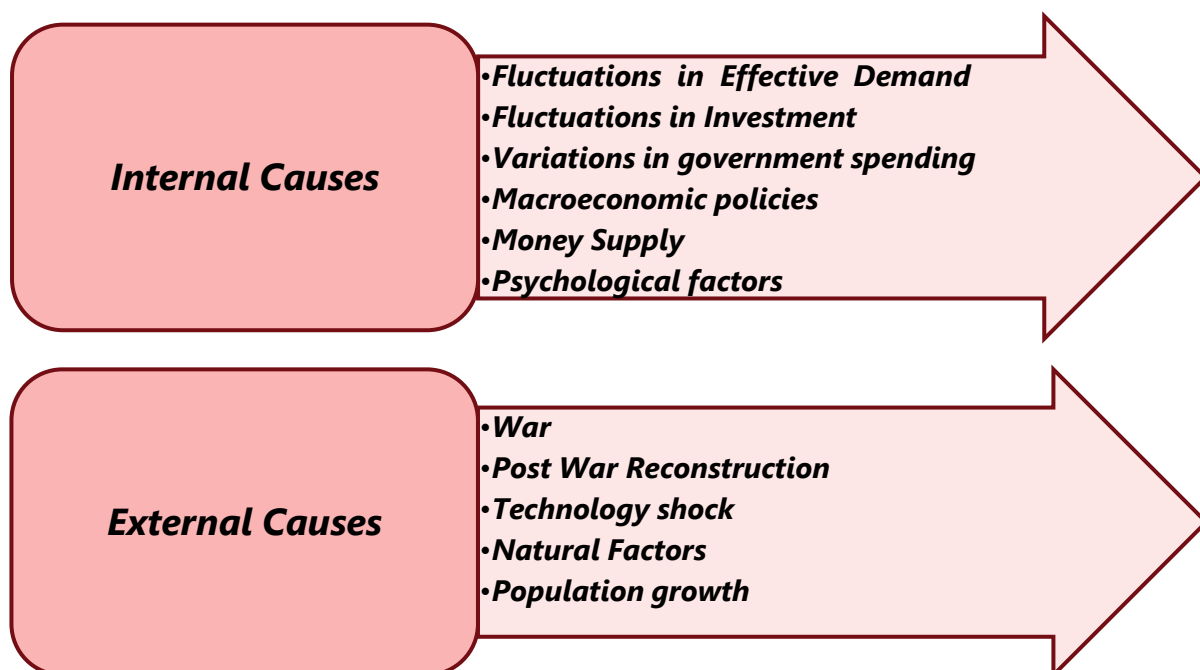 Internal Causes
•Fluctuations in Effective Demand
•Fluctuations in Investment
•Variations in government spending
•Macroeconomic policies
•Money Supply
•Psychological factors
External Causes
•War
•Post War Reconstruction
•Technology shock
•Natural Factors
•Population growth